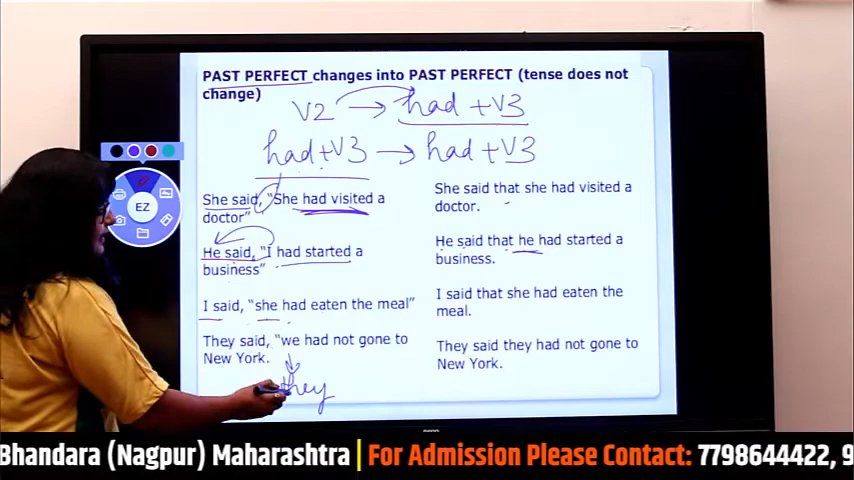 PAST PERFECT changes into PAST PERFECT (tense does not
change)
V2 → had +V3
had+V3 → had +V3
She said, "She had visited a
doctor"
She said that she had visited a
doctor.
EZ
He said, "I had started a
business"
He said that he had started a
business.
I said, "she had eaten the meal"
I said that she had eaten the
meal.
They said, "we had not gone to
New York.
They said they had not gone to
New York.
they
Bhandara (Nagpur) Maharashtra | For Admission Please Contact: 7798644422, 9